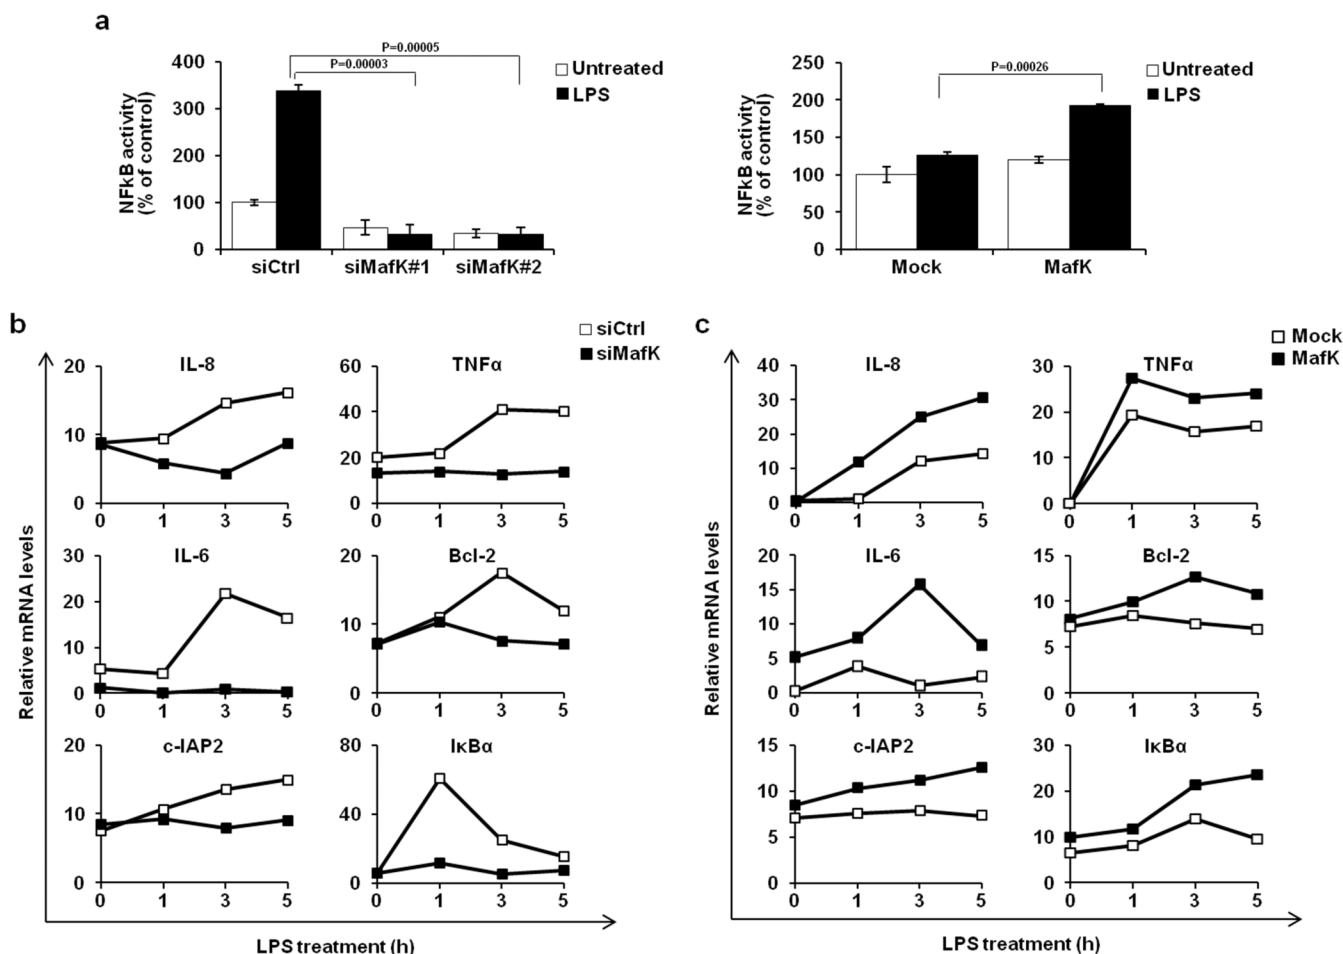 a
P=0.00005
P=0.00003
Untreated
LPS
NFkB activity
(% of control)
400
300
200
100
0
siCtrl siMafK#1 siMafK#2
P=0.00026
Untreated
LPS
NFkB activity
(% of control)
250
200
150
100
50
0
Mock MafK
b
siCtrl
siMafK
Relative mRNA levels
IL-8
20
10
0
0 1 3 5
TNFα
60
40
20
0
0 1 3 5
IL-6
30
20
10
0
0 1 3 5
Bcl-2
20
10
0
0 1 3 5
c-IAP2
20
10
0
0 1 3 5
IκBα
80
40
0
0 1 3 5
LPS treatment (h)
c
Mock
MafK
Relative mRNA levels
IL-8
40
30
20
10
0
0 1 3 5
TNFα
30
20
10
0
0 1 3 5
IL-6
20
15
10
5
0
0 1 3 5
Bcl-2
15
10
5
0
0 1 3 5
c-IAP2
15
10
5
0
0 1 3 5
IκBα
30
20
10
0
0 1 3 5
LPS treatment (h)